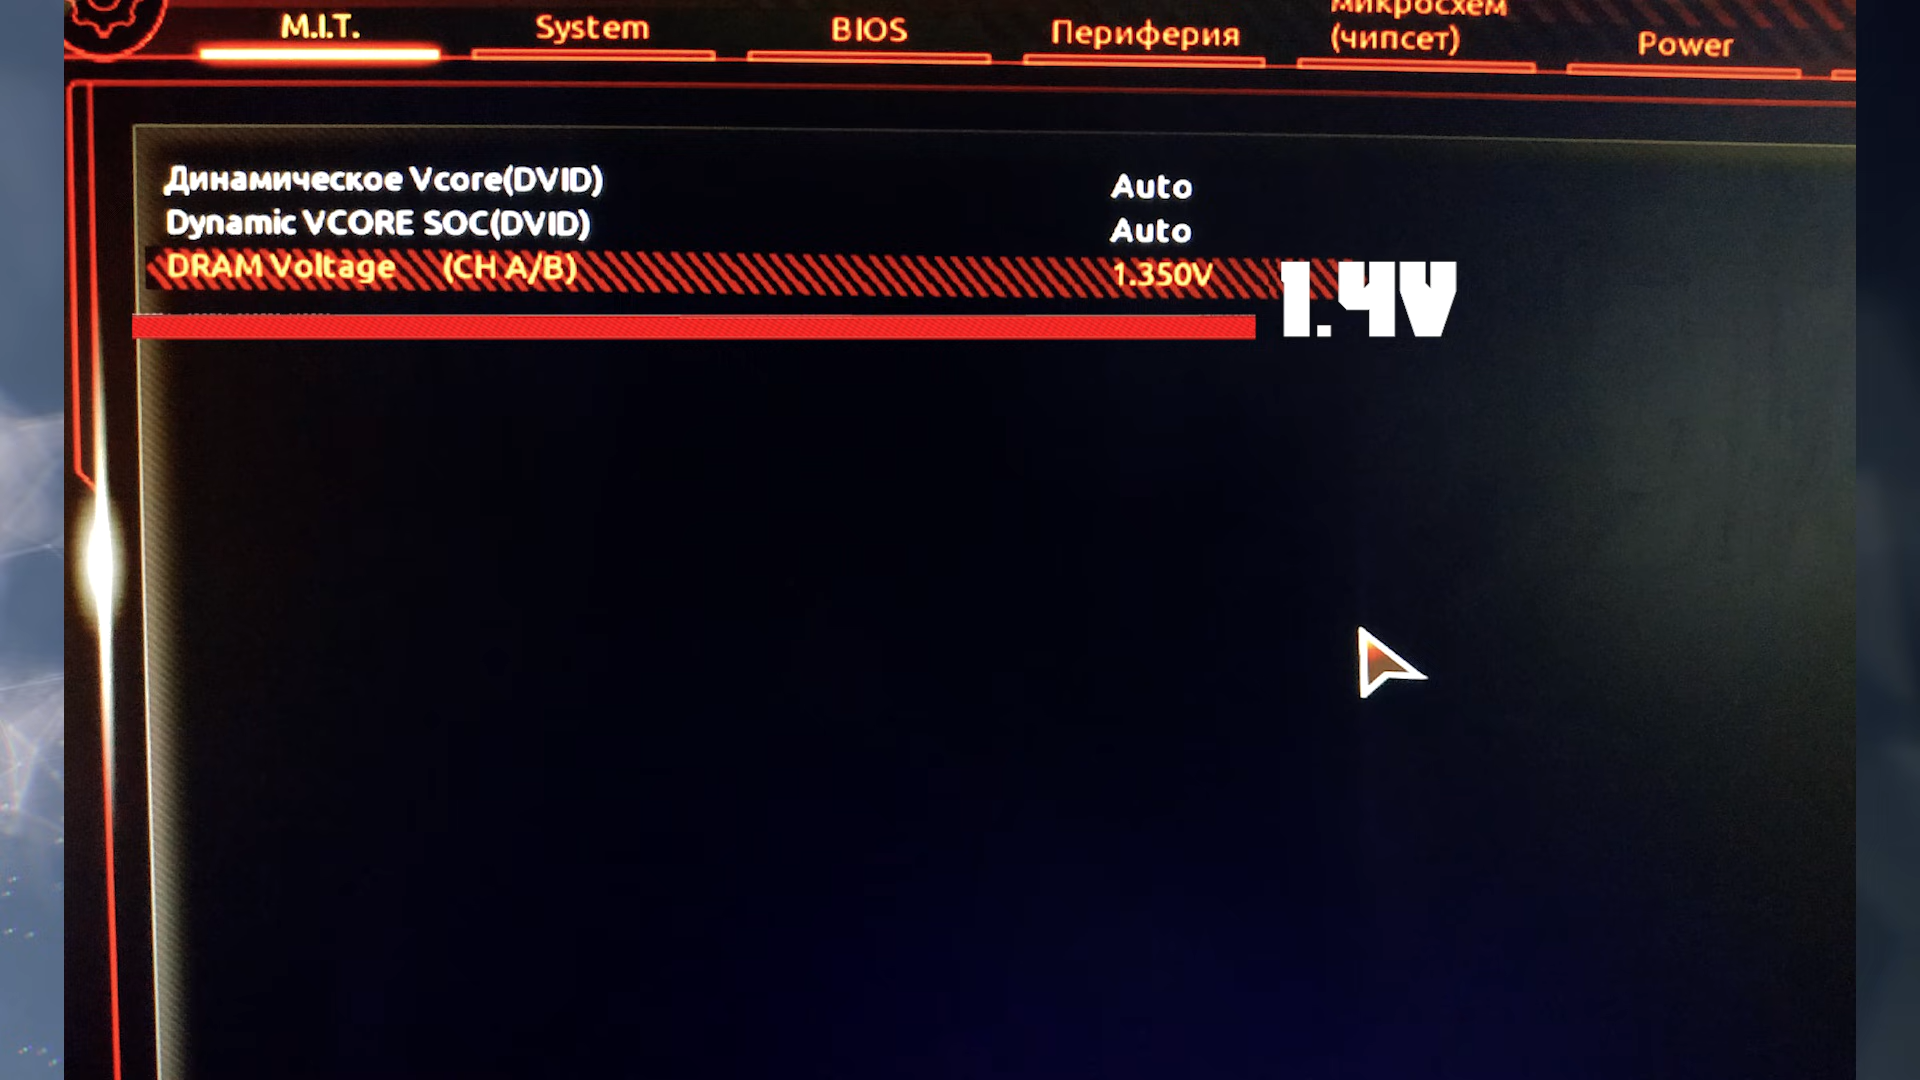 микросхем
M.I.T. System BIOS Периферия (чипсет) Power
Динамическое Vcore(DVID) Auto
Dynamic VCORE SOC(DVID) Auto
DRAM Voltage (CH A/B) 1.350V
1.4V